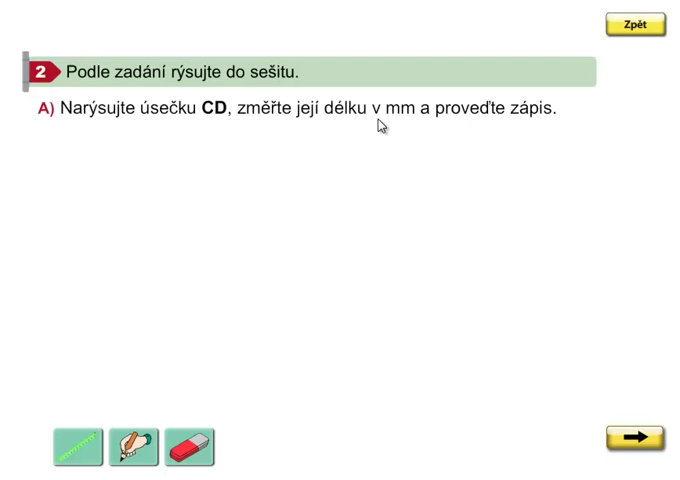 Zpět
2 Podle zadání rýsujte do sešitu.
A) Narýsujte úsečku CD, změřte její délku v mm a proveďte zápis.